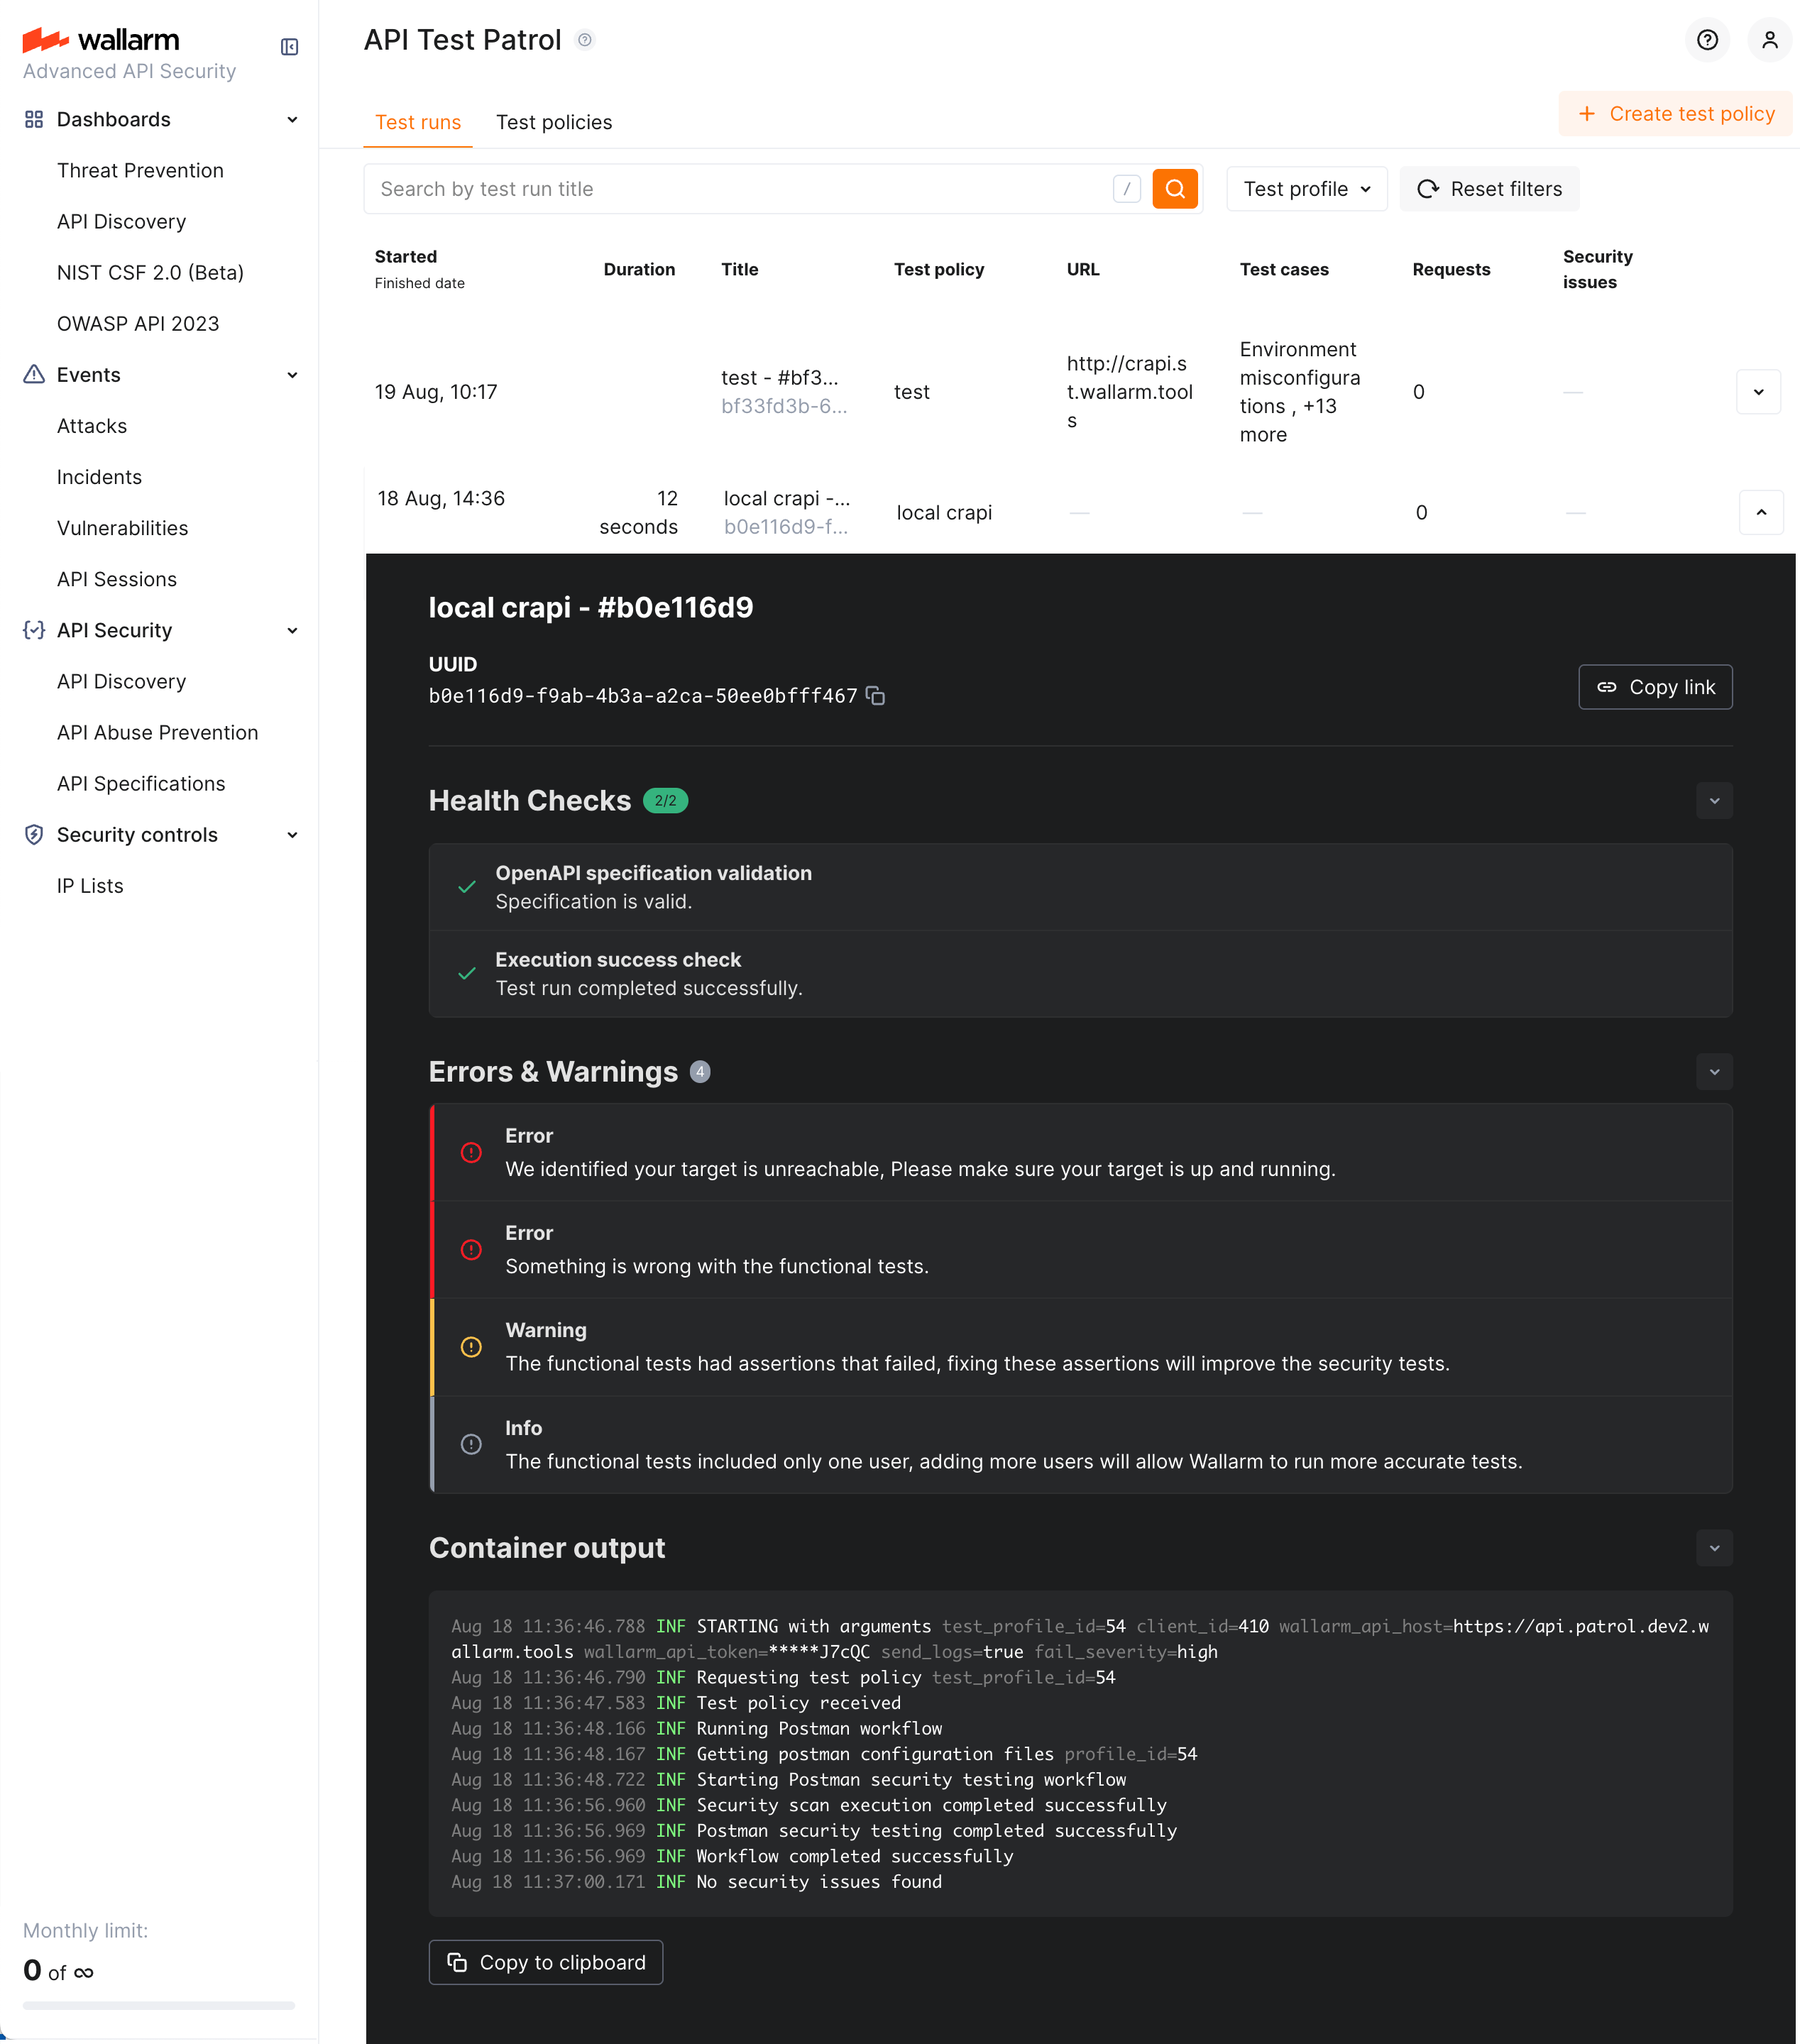 wallarm
Advanced API Security
Dashboards
Threat Prevention
API Discovery
NIST CSF 2.0 (Beta)
OWASP API 2023
Events
Attacks
Incidents
Vulnerabilities
API Sessions
API Security
API Discovery
API Abuse Prevention
API Specifications
Security controls
IP Lists
Monthly limit:
0 of ∞
API Test Patrol
Test runs
Test policies
+ Create test policy
Search by test run title
/
Test profile
Reset filters
Started
Finished date
Duration
Title
Test policy
URL
Test cases
Requests
Security
issues
19 Aug, 10:17
test - #bf3...
bf33fd3b-6...
test
http://crapi.s
t.wallarm.tool
s
Environment
misconfigura
tions , +13
more
0
—
18 Aug, 14:36
12
seconds
local crapi -...
b0e116d9-f...
local crapi
—
—
0
—
local crapi - #b0e116d9
UUID
b0e116d9-f9ab-4b3a-a2ca-50ee0bfff467
Copy link
Health Checks 2/2
OpenAPI specification validation
Specification is valid.
Execution success check
Test run completed successfully.
Errors & Warnings 4
Error
We identified your target is unreachable, Please make sure your target is up and running.
Error
Something is wrong with the functional tests.
Warning
The functional tests had assertions that failed, fixing these assertions will improve the security tests.
Info
The functional tests included only one user, adding more users will allow Wallarm to run more accurate tests.
Container output
Aug 18 11:36:46.788 INF STARTING with arguments test_profile_id=54 client_id=410 wallarm_api_host=https://api.patrol.dev2.w
allarm.tools wallarm_api_token=*****J7cQC send_logs=true fail_severity=high
Aug 18 11:36:46.790 INF Requesting test policy test_profile_id=54
Aug 18 11:36:47.583 INF Test policy received
Aug 18 11:36:48.166 INF Running Postman workflow
Aug 18 11:36:48.167 INF Getting postman configuration files profile_id=54
Aug 18 11:36:48.722 INF Starting Postman security testing workflow
Aug 18 11:36:56.960 INF Security scan execution completed successfully
Aug 18 11:36:56.969 INF Postman security testing completed successfully
Aug 18 11:36:56.969 INF Workflow completed successfully
Aug 18 11:37:00.171 INF No security issues found
Copy to clipboard